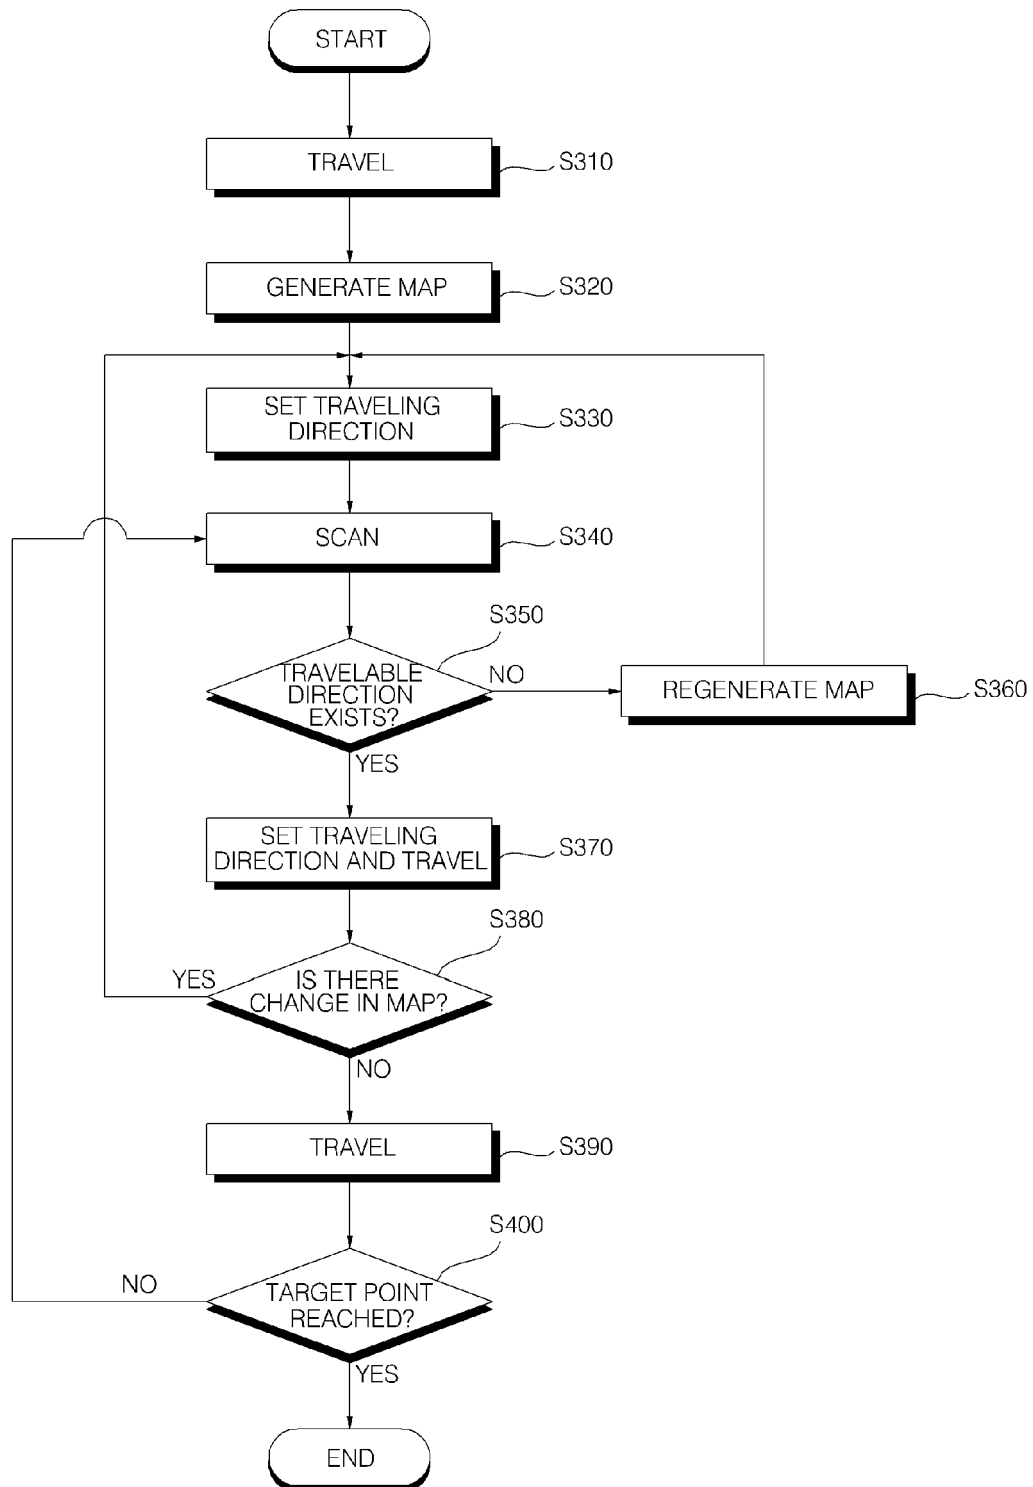 START
TRAVEL
S310
GENERATE MAP
S320
SET TRAVELING
DIRECTION
S330
SCAN
S340
S350
TRAVELABLE
DIRECTION
EXISTS?
NO
REGENERATE MAP
S360
YES
SET TRAVELING
DIRECTION AND TRAVEL
S370
S380
YES
IS THERE
CHANGE IN MAP?
NO
TRAVEL
S390
S400
NO
TARGET POINT
REACHED?
YES
END